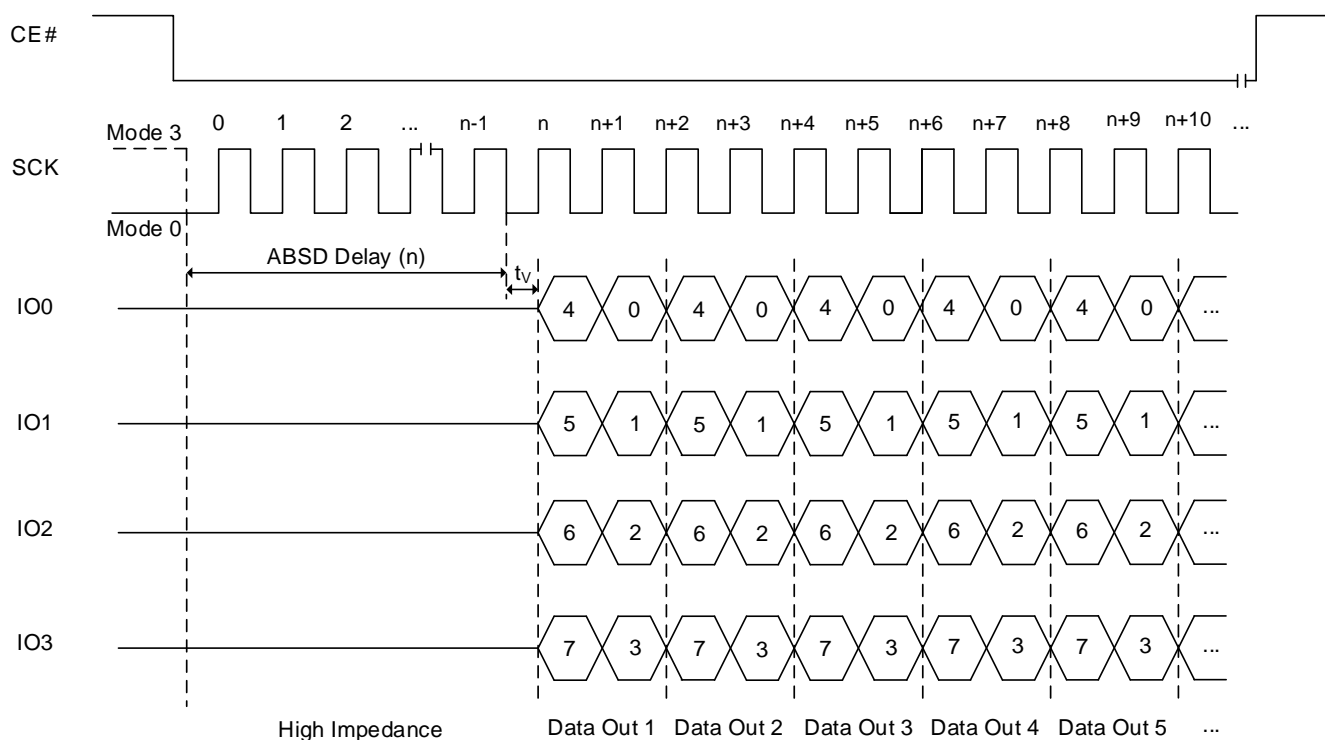 CE#
Mode 3 0 1 2 ... n-1 n n+1 n+2 n+3 n+4 n+5 n+6 n+7 n+8 n+9 n+10 ...
SCK
Mode 0
ABSD Delay (n)
tV
IO0 4 0 4 0 4 0 4 0 4 0 ...
IO1 5 1 5 1 5 1 5 1 5 1 ...
IO2 6 2 6 2 6 2 6 2 6 2 ...
IO3 7 3 7 3 7 3 7 3 7 3 ...
High Impedance Data Out 1 Data Out 2 Data Out 3 Data Out 4 Data Out 5 ...